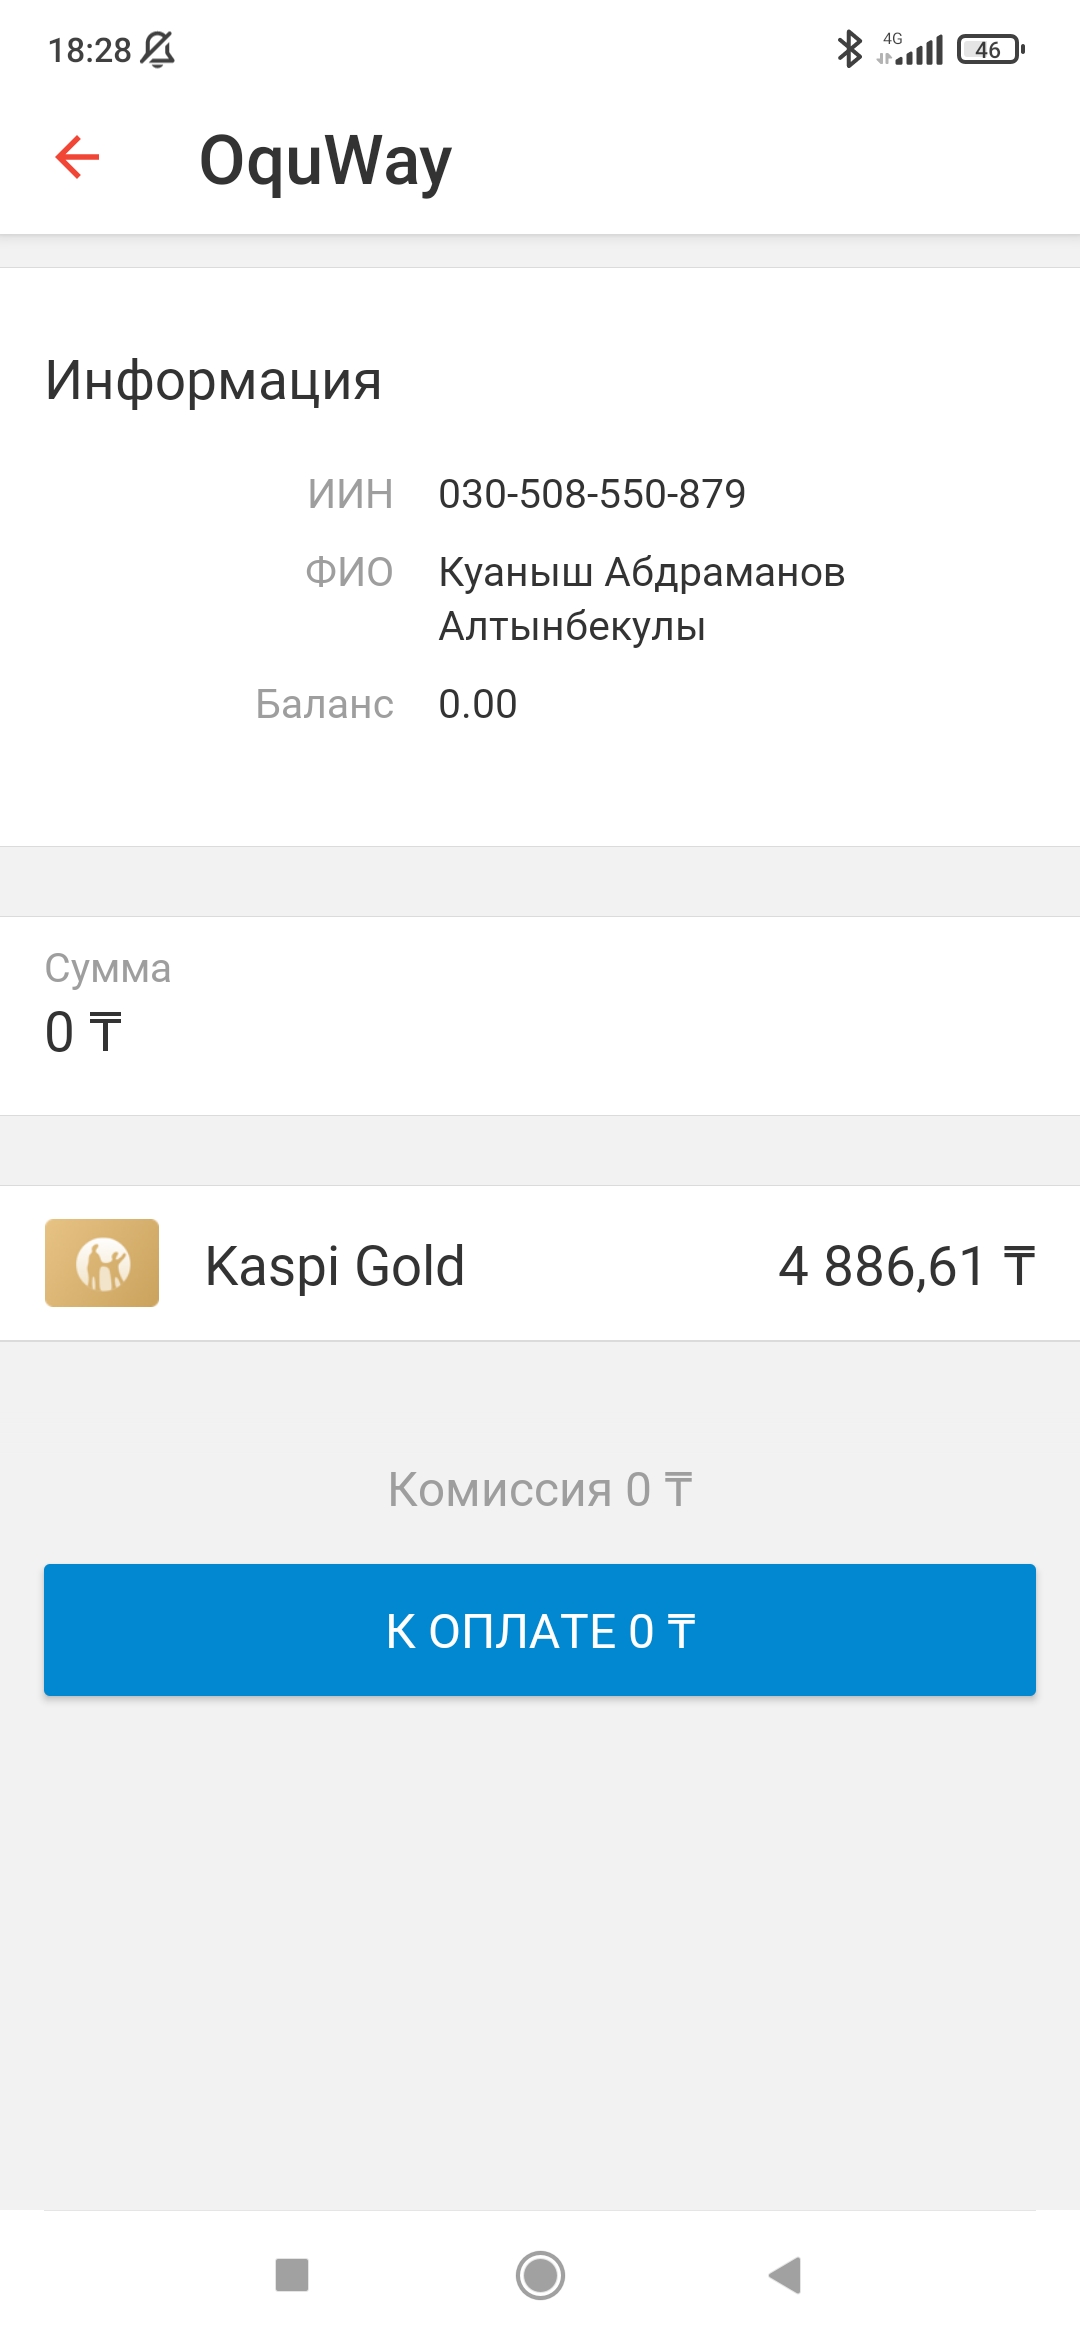 18:28
4G
46
OquWay
Информация
ИИН 030-508-550-879
ФИО Куаныш Абдраманов
Алтынбекулы
Баланс 0.00
Сумма
0 ₸
Kaspi Gold 4 886,61 ₸
Комиссия 0 ₸
К ОПЛАТЕ 0 ₸